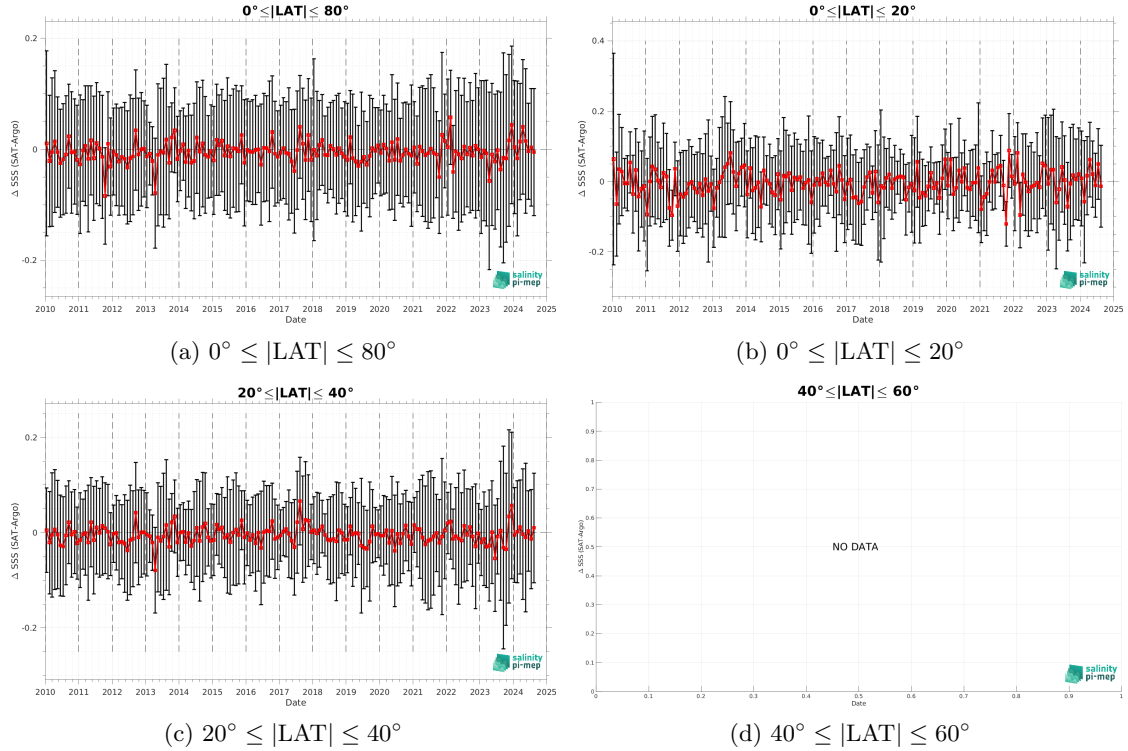 0°≤|LAT|≤ 80°
Δ SSS (SAT-Argo)
0.2
0
-0.2
2010 2011 2012 2013 2014 2015 2016 2017 2018 2019 2020 2021 2022 2023 2024 2025
Date
salinity
pi-mep
(a) 0° ≤ |LAT| ≤ 80°
0°≤|LAT|≤ 20°
Δ SSS (SAT-Argo)
0.4
0.2
0
-0.2
2010 2011 2012 2013 2014 2015 2016 2017 2018 2019 2020 2021 2022 2023 2024 2025
Date
salinity
pi-mep
(b) 0° ≤ |LAT| ≤ 20°
20°≤|LAT|≤ 40°
Δ SSS (SAT-Argo)
0.2
0
-0.2
2010 2011 2012 2013 2014 2015 2016 2017 2018 2019 2020 2021 2022 2023 2024 2025
Date
salinity
pi-mep
(c) 20° ≤ |LAT| ≤ 40°
40°≤|LAT|≤ 60°
Δ SSS (SAT-Argo)
1
0.9
0.8
0.7
0.6
0.5
0.4
0.3
0.2
0.1
0
NO DATA
0 0.1 0.2 0.3 0.4 0.5 0.6 0.7 0.8 0.9 1
Date
salinity
pi-mep
(d) 40° ≤ |LAT| ≤ 60°